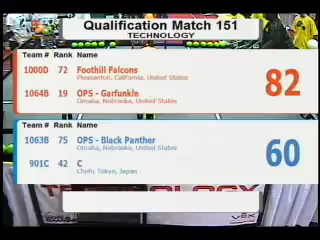 Qualification Match 151
TECHNOLOGY
Team # Rank Name
1000D 72 Foothill Falcons
Pleasanton, California, United States
1064B 19 OPS - Garfunkle
Omaha, Nebraska, United States
82
Team # Rank Name
1063B 75 OPS - Black Panther
Omaha, Nebraska, United States
901C 42 C
Chofu Tokyo, Japan
60
VEX